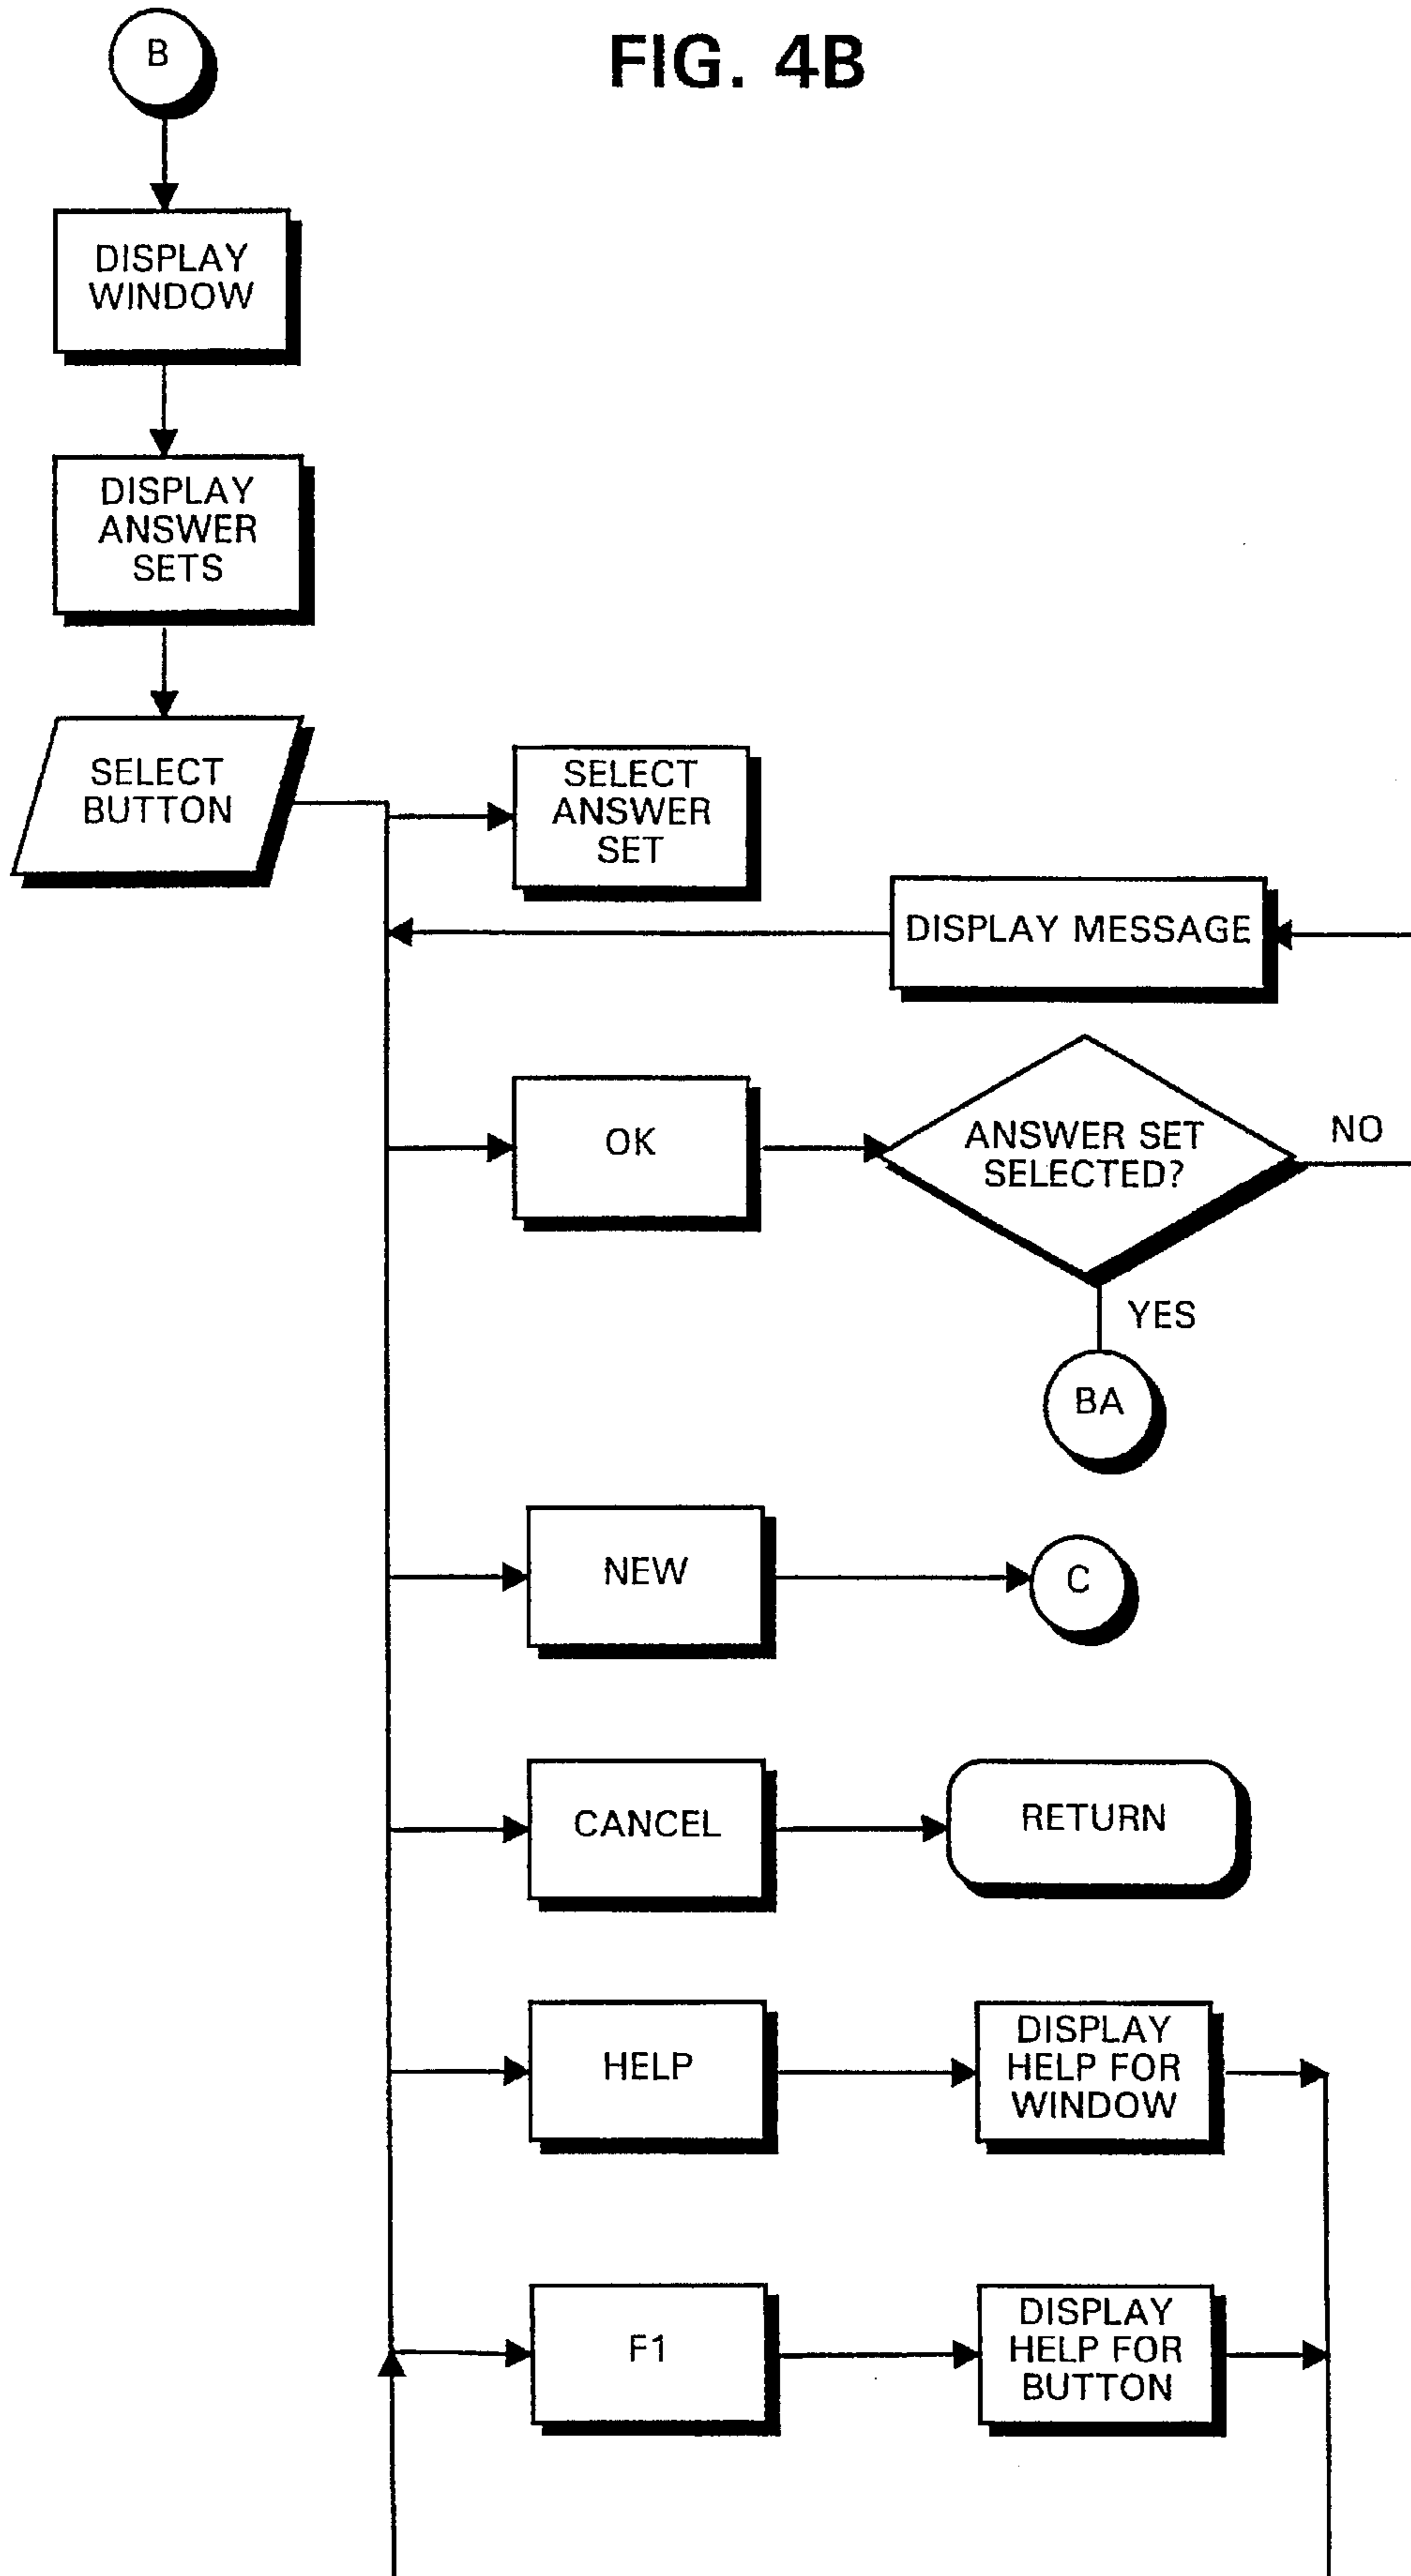 FIG. 4B
B
DISPLAY
WINDOW
DISPLAY
ANSWER
SETS
SELECT
BUTTON
SELECT
ANSWER
SET
DISPLAY MESSAGE
OK
ANSWER SET
SELECTED?
NO
YES
BA
NEW
C
CANCEL
RETURN
HELP
DISPLAY
HELP FOR
WINDOW
F1
DISPLAY
HELP FOR
BUTTON